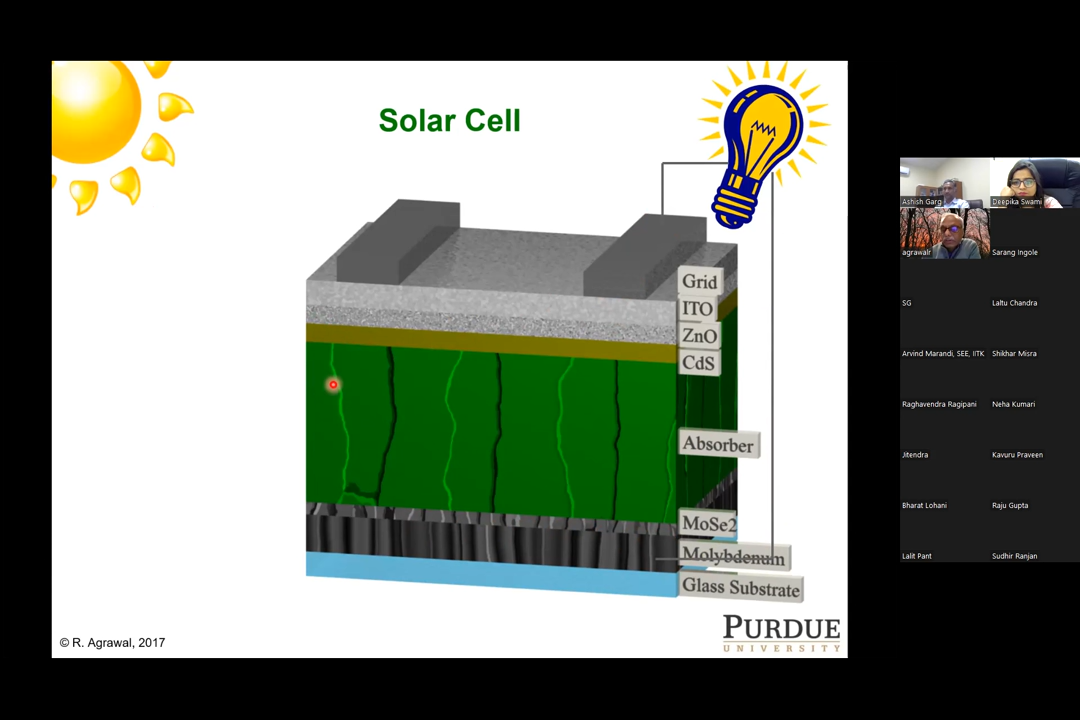 Solar Cell
Grid
ITO
ZnO
CdS
Absorber
MoSe2
Molybdenum
Glass Substrate
© R. Agrawal, 2017
PURDUE
UNIVERSITY
Ashish Garg
Deepika Swami
agrawalr
Sarang Ingole
SG
Laltu Chandra
Arvind Marandi, SEE, IITK
Shikhar Misra
Raghavendra Ragipani
Neha Kumari
Jitendra
Kavuru Praveen
Bharat Lohani
Raju Gupta
Lalit Pant
Sudhir Ranjan